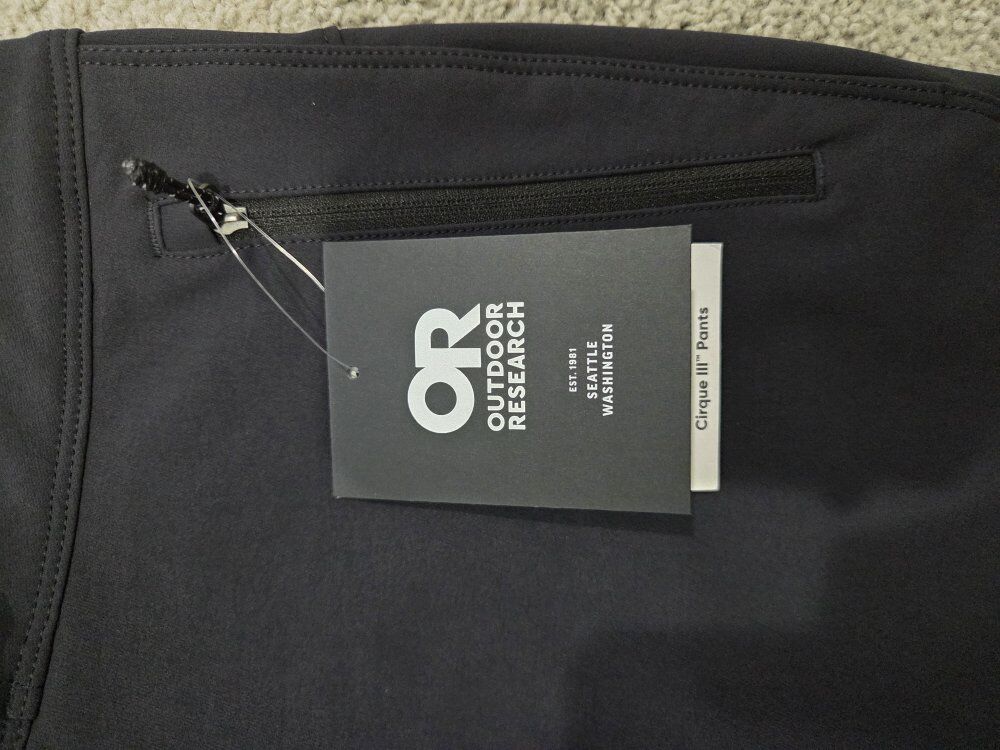 OR
OUTDOOR
RESEARCH
EST. 1981
SEATTLE
WASHINGTON
Cirque III™ Pants